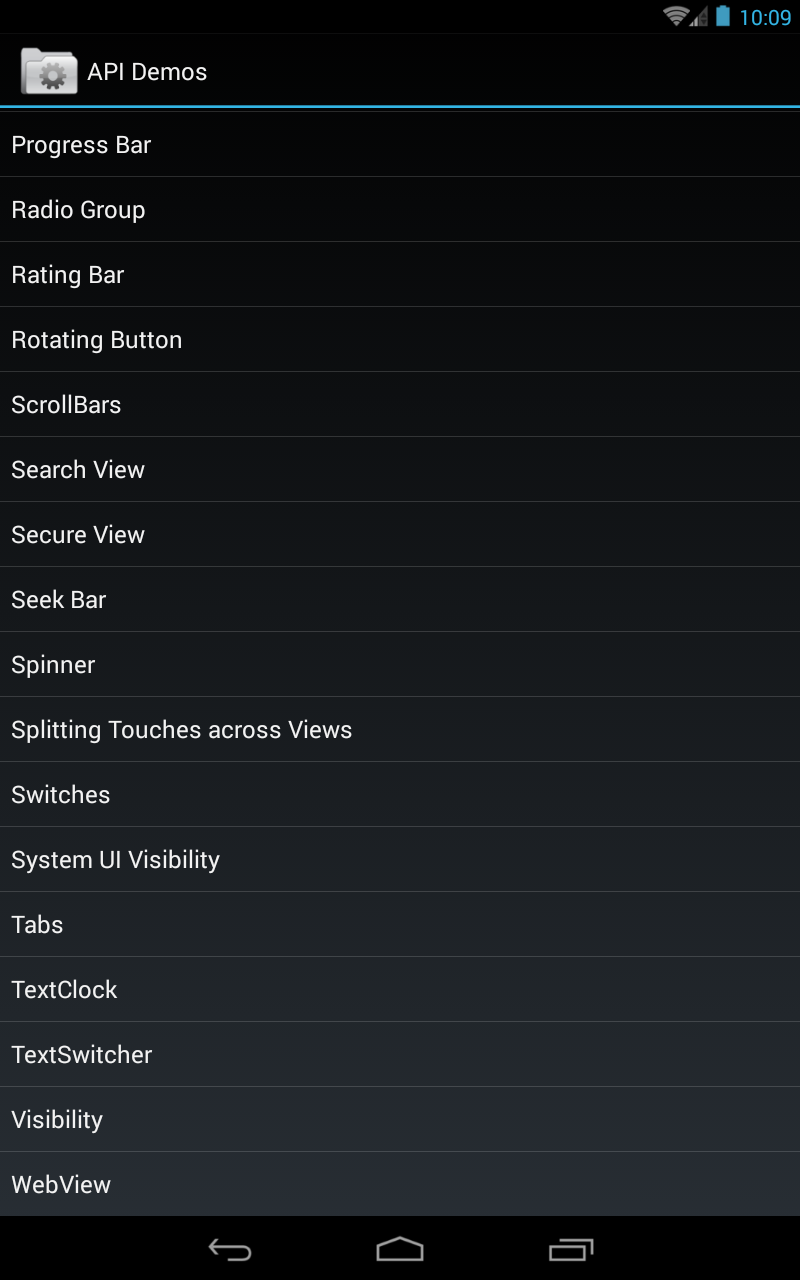 10:09
API Demos
Progress Bar
Radio Group
Rating Bar
Rotating Button
ScrollBars
Search View
Secure View
Seek Bar
Spinner
Splitting Touches across Views
Switches
System UI Visibility
Tabs
TextClock
TextSwitcher
Visibility
WebView